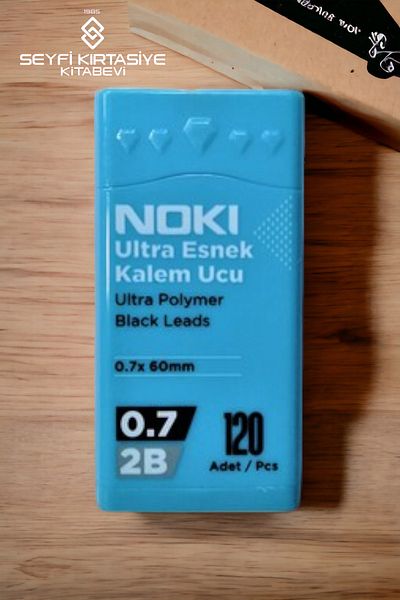 1985
SEYFİ KIRTASİYE
KİTABEVİ
NOKI
Ultra Esnek
Kalem Ucu
Ultra Polymer
Black Leads
0.7x 60mm
0.7
2B
120
Adet / Pcs